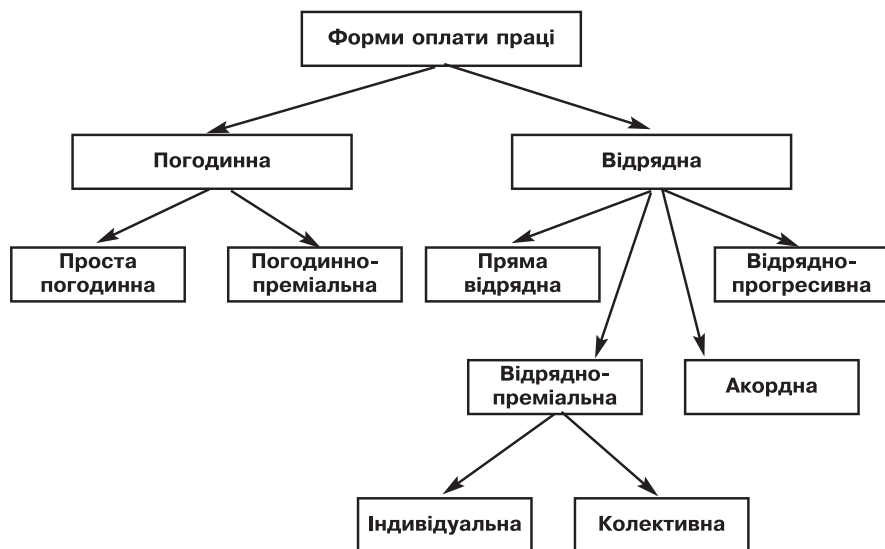 Форми оплати праці
Погодинна
Відрядна
Проста
погодинна
Погодинно-
преміальна
Пряма
відрядна
Відрядно-
прогресивна
Відрядно-
преміальна
Акордна
Індивідуальна
Колективна